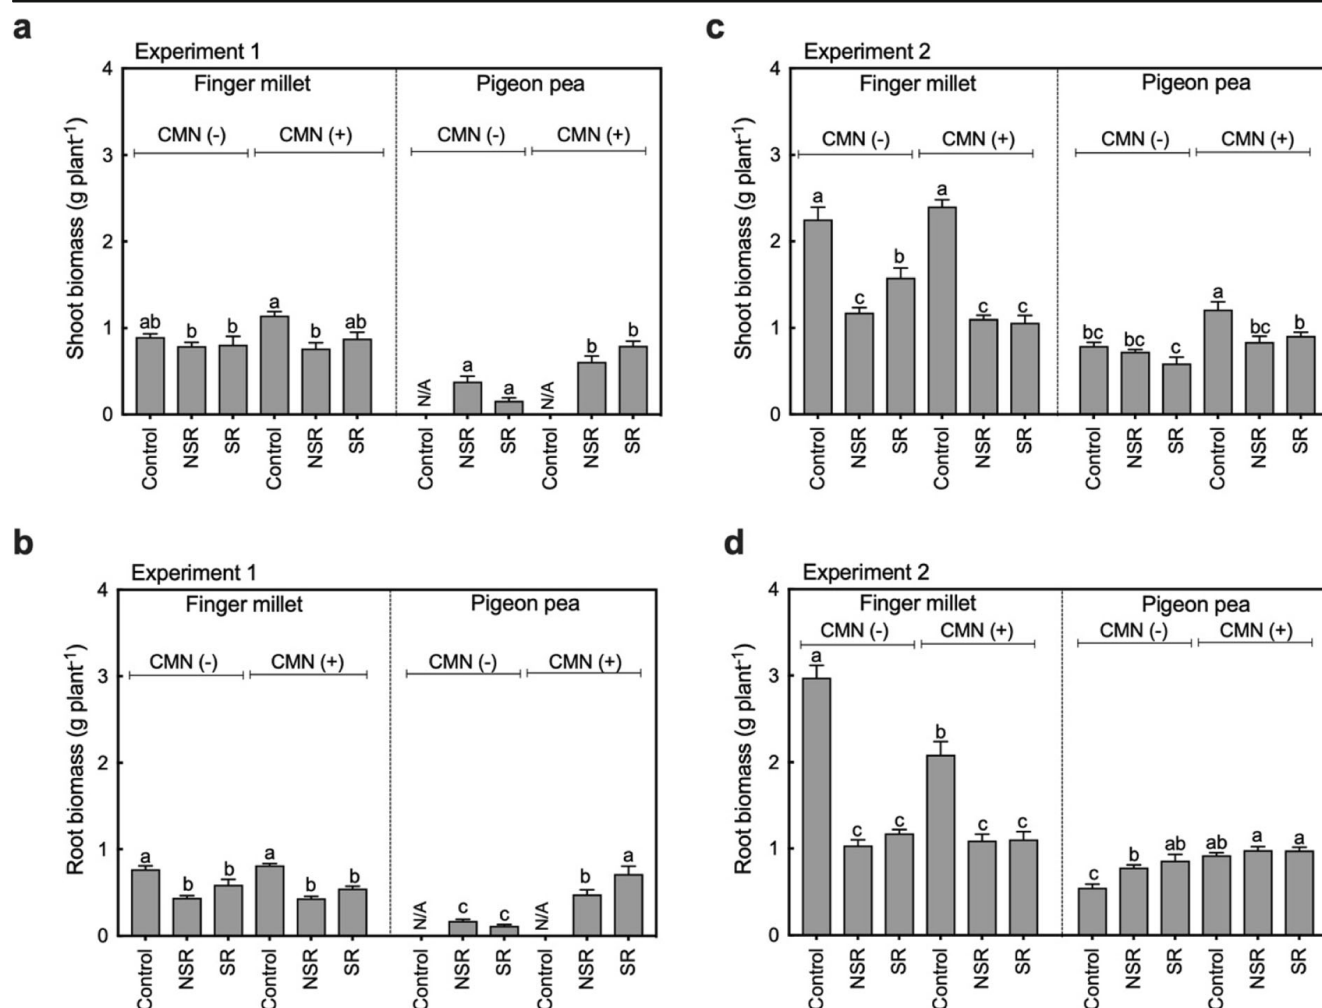 a
Experiment 1
Finger millet Pigeon pea
CMN (-) CMN (+) CMN (-) CMN (+)
Shoot biomass (g plant⁻¹)
4
3
2
1
0
ab b b a b ab N/A a a N/A b b
Control NSR SR Control NSR SR Control NSR SR Control NSR SR
c
Experiment 2
Finger millet Pigeon pea
CMN (-) CMN (+) CMN (-) CMN (+)
Shoot biomass (g plant⁻¹)
4
3
2
1
0
a c b a c c bc bc c a bc b
Control NSR SR Control NSR SR Control NSR SR Control NSR SR
b
Experiment 1
Finger millet Pigeon pea
CMN (-) CMN (+) CMN (-) CMN (+)
Root biomass (g plant⁻¹)
4
3
2
1
0
a b b a b b N/A c c N/A b a
Control NSR SR Control NSR SR Control NSR SR Control NSR SR
d
Experiment 2
Finger millet Pigeon pea
CMN (-) CMN (+) CMN (-) CMN (+)
Root biomass (g plant⁻¹)
4
3
2
1
0
a c c b c c c b ab ab a a
Control NSR SR Control NSR SR Control NSR SR Control NSR SR